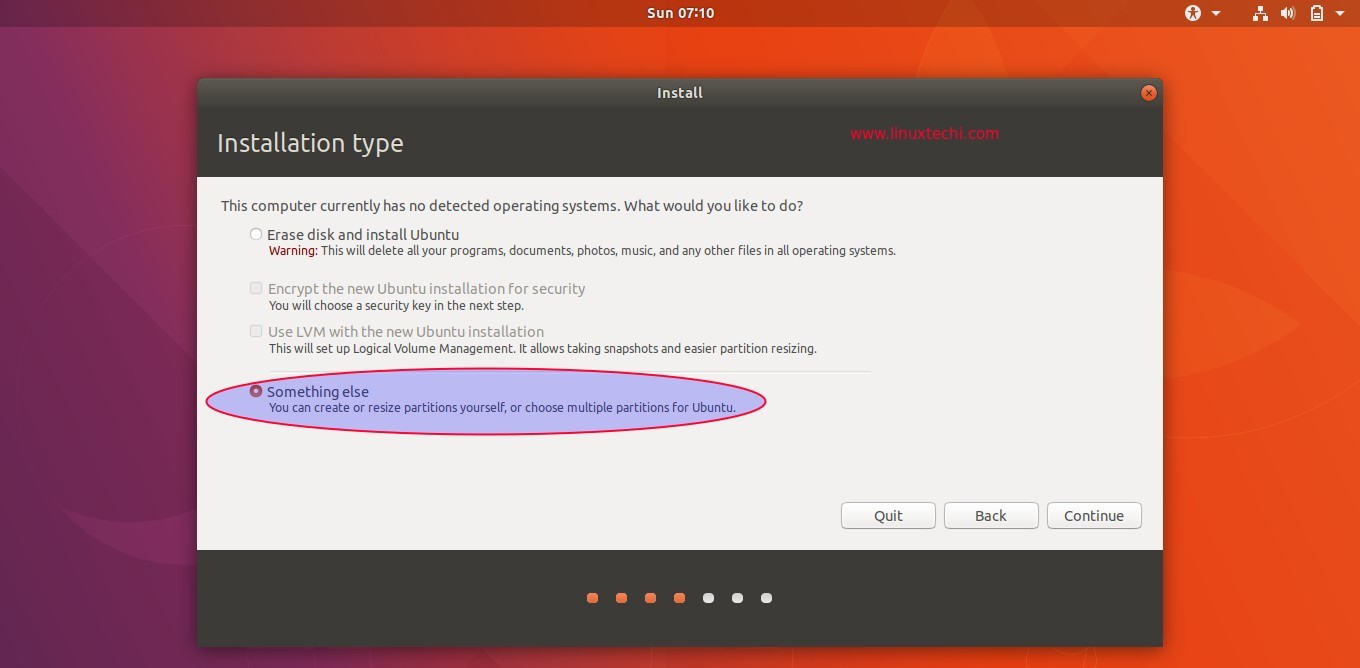 Sun 07:10
Install
Installation type
www.linuxtechi.com
This computer currently has no detected operating systems. What would you like to do?
Erase disk and install Ubuntu
Warning: This will delete all your programs, documents, photos, music, and any other files in all operating systems.
Encrypt the new Ubuntu installation for security
You will choose a security key in the next step.
Use LVM with the new Ubuntu installation
This will set up Logical Volume Management. It allows taking snapshots and easier partition resizing.
Something else
You can create or resize partitions yourself, or choose multiple partitions for Ubuntu.
Quit Back Continue